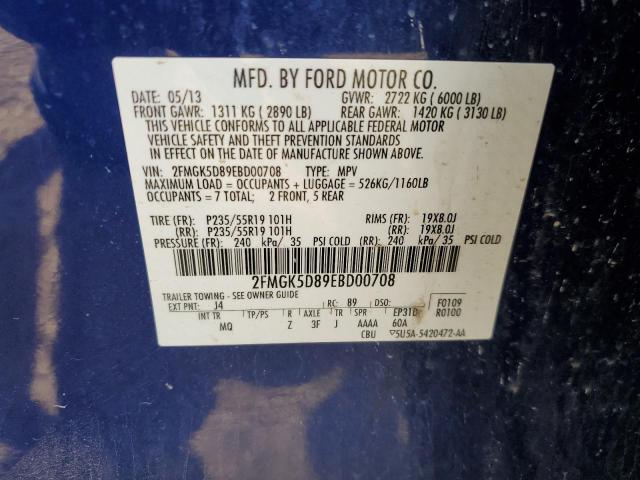 MFD. BY FORD MOTOR CO.
DATE: 05/13 GVWR: 2722 KG ( 6000 LB)
FRONT GAWR: 1311 KG ( 2890 LB) REAR GAWR: 1420 KG ( 3130 LB)
THIS VEHICLE CONFORMS TO ALL APPLICABLE FEDERAL MOTOR
VEHICLE SAFETY AND THEFT PREVENTION STANDARDS
IN EFFECT ON THE DATE OF MANUFACTURE SHOWN ABOVE.
VIN: 2FMGK5D89EBD00708 TYPE: MPV
MAXIMUM LOAD = OCCUPANTS + LUGGAGE = 526KG/1160LB
OCCUPANTS = 7 TOTAL; 2 FRONT, 5 REAR
TIRE (FR): P235/55R19 101H RIMS (FR): 19X8.0J
(RR): P235/55R19 101H (RR): 19X8.0J
PRESSURE (FR): 240 kPa/ 35 PSI COLD (RR): 240 kPa/ 35 PSI COLD
2FMGK5D89EBD00708
TRAILER TOWING - SEE OWNER GUIDE
EXT PNT: J4 RC: 89 DSO: F0109
INT TR TP/PS R AXLE TR SPR EP31D R0100
MQ Z 3F J AAAA 60A
CBU 5U5A-5420472-AA